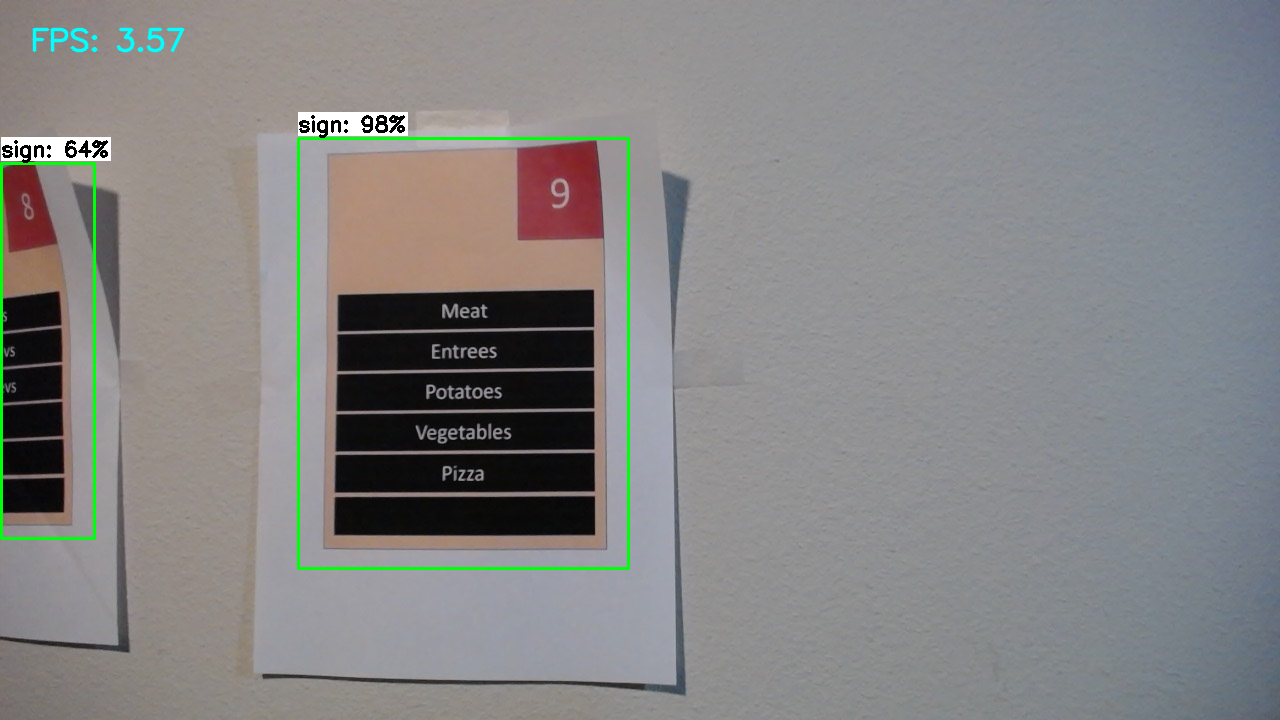 FPS: 3.57
sign: 98%
sign: 64%
8
9
Meat
Entrees
Potatoes
Vegetables
Pizza